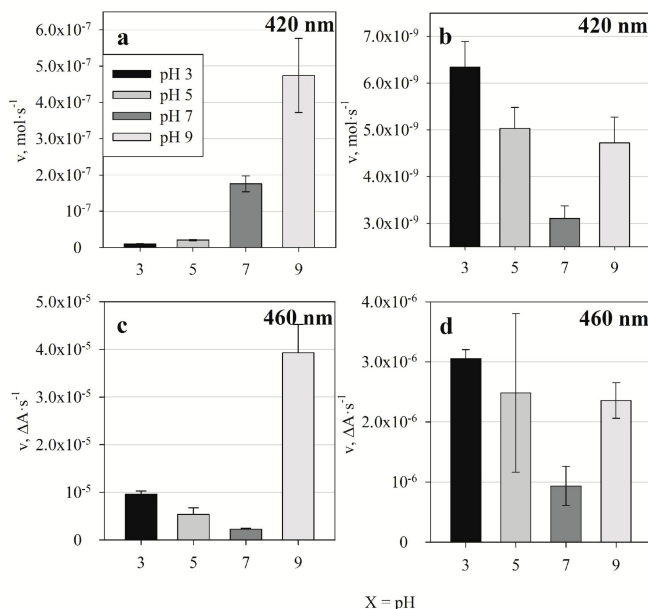 a
420 nm
6.0x10⁻⁷
5.0x10⁻⁷
4.0x10⁻⁷
2.0x10⁻⁷
10⁻⁷
0
v, mol·s⁻¹
pH 3
pH 5
pH 7
pH 9
3 5 7 9
b
420 nm
7.0x10⁻⁹
6.0x10⁻⁹
5.0x10⁻⁹
4.0x10⁻⁹
3.0x10⁻⁹
v, mol·s⁻¹
3 5 7 9
c
460 nm
5.0x10⁻⁵
4.0x10⁻⁵
3.0x10⁻⁵
2.0x10⁻⁵
10⁻⁵
0
v, ΔA·s⁻¹
3 5 7 9
d
460 nm
4.0x10⁻⁶
3.0x10⁻⁶
2.0x10⁻⁶
10⁻⁶
0
v, ΔA·s⁻¹
3 5 7 9
X = pH